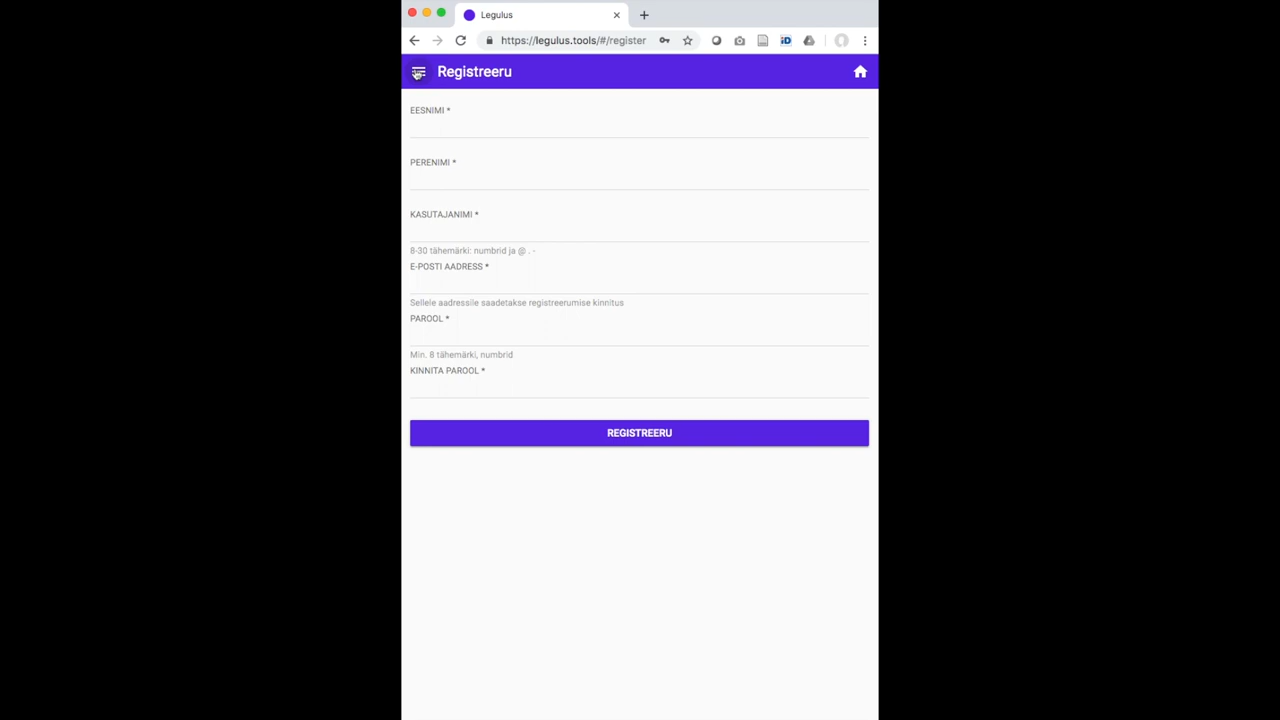 Legulus
https://legulus.tools/#/register
iD
Registreeru
EESNIMI *
PERENIMI *
KASUTAJANIMI *
8-30 tähemärki: numbrid ja @ . -
E-POSTI AADRESS *
Sellele aadressile saadetakse registreerumise kinnitus
PAROOL *
Min. 8 tähemärki, numbrid
KINNITA PAROOL *
REGISTREERU